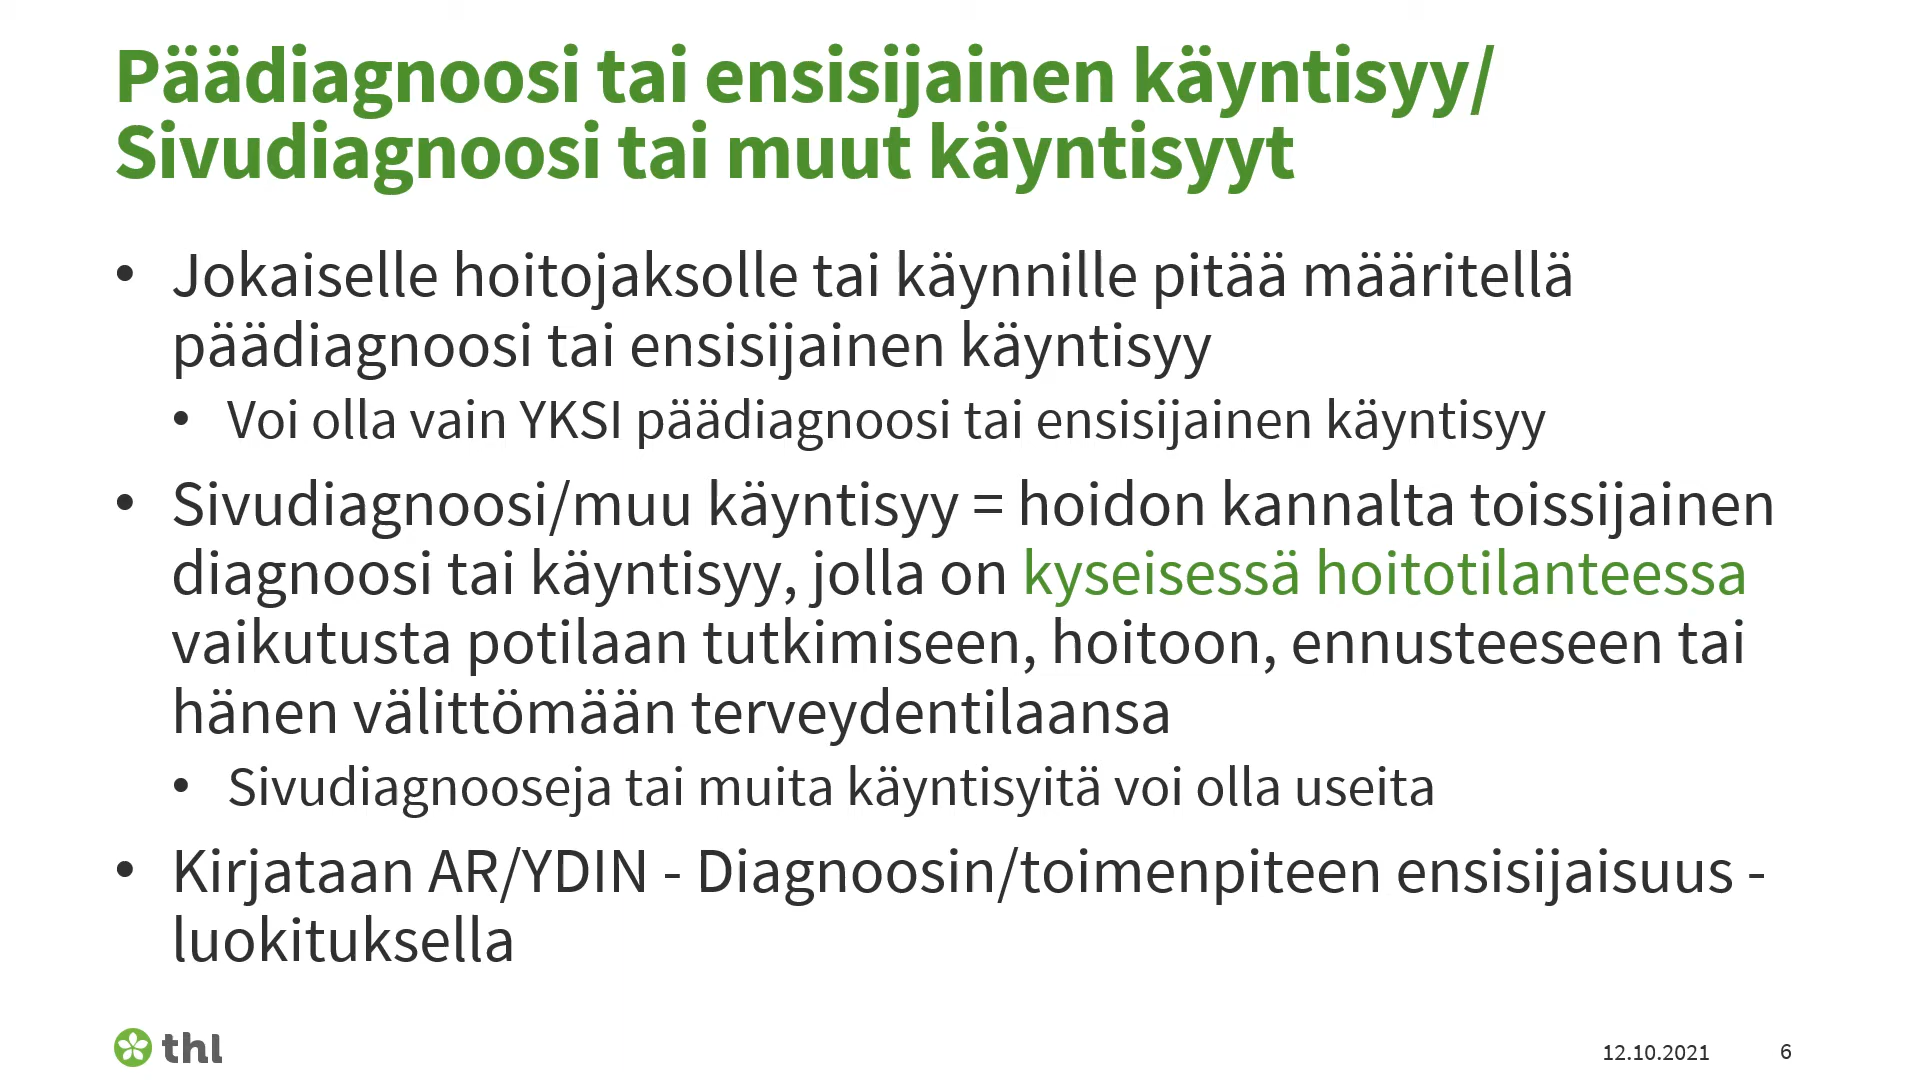 Päädiagnoosi tai ensisijainen käyntisyy/
Sivudiagnoosi tai muut käyntisyyt
• Jokaiselle hoitojaksolle tai käynnille pitää määritellä
päädiagnoosi tai ensisijainen käyntisyy
• Voi olla vain YKSI päädiagnoosi tai ensisijainen käyntisyy
• Sivudiagnoosi/muu käyntisyy = hoidon kannalta toissijainen
diagnoosi tai käyntisyy, jolla on kyseisessä hoitotilanteessa
vaikutusta potilaan tutkimiseen, hoitoon, ennusteeseen tai
hänen välittömään terveydentilaansa
• Sivudiagnooseja tai muita käyntisyitä voi olla useita
• Kirjataan AR/YDIN - Diagnoosin/toimenpiteen ensisijaisuus -
luokituksella
thl
12.10.2021 6